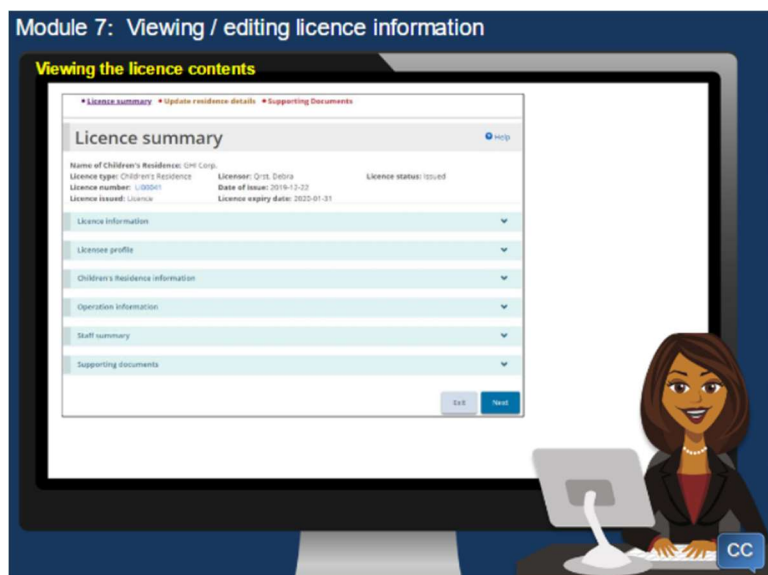 Module 7: Viewing / editing licence information
Viewing the licence contents
• Licence summary • Update residence details • Supporting Documents
Licence summary
Help
Name of Children's Residence: GHI Corp.
Licence type: Children's Residence Licensor: Qrst, Debra Licence status: Issued
Licence number: Li00041 Date of issue: 2019-12-22
Licence issued: Licence Licence expiry date: 2020-01-31
Licence information
Licensee profile
Children's Residence information
Operation information
Staff summary
Supporting documents
Exit Next
CC